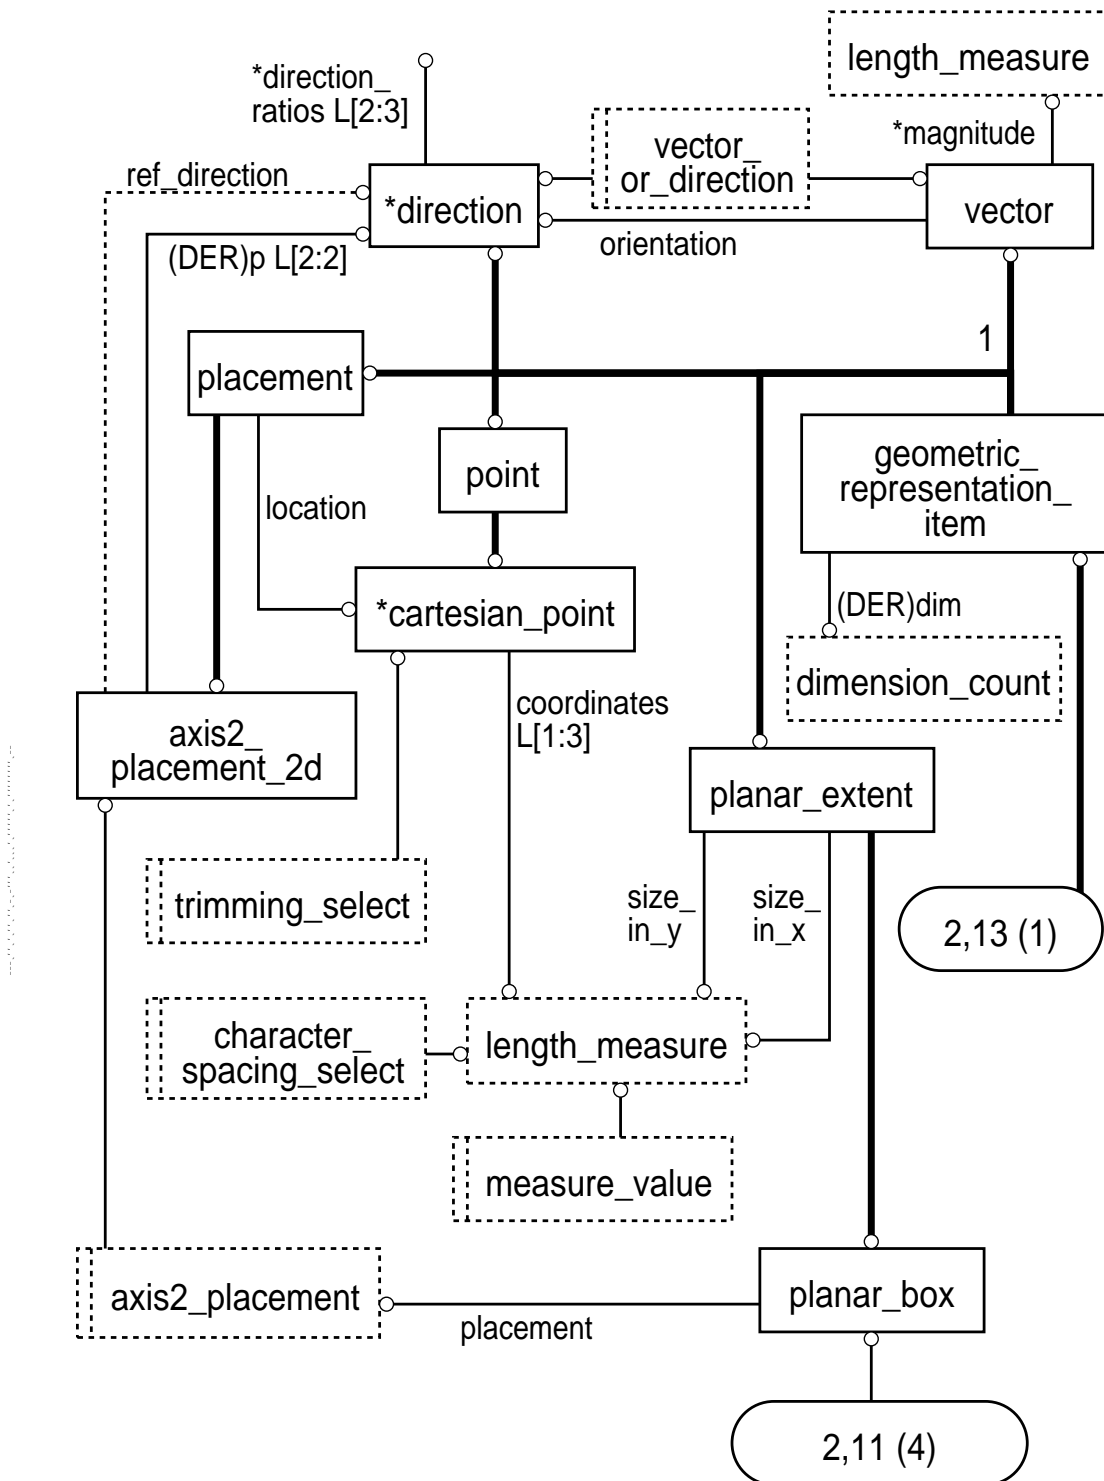 length_measure
*direction_
ratios L[2:3]
*magnitude
vector_
or_direction
ref_direction
*direction
vector
orientation
(DER)p L[2:2]
1
placement
geometric_
representation_
item
point
location
(DER)dim
*cartesian_point
dimension_count
coordinates
L[1:3]
axis2_
placement_2d
planar_extent
trimming_select
size_
in_y
size_
in_x
2,13 (1)
character_
spacing_select
length_measure
measure_value
axis2_placement
planar_box
placement
2,11 (4)